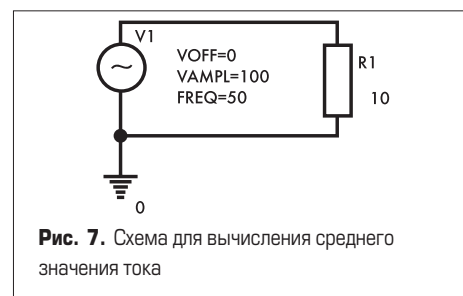 V1
VOFF=0
VAMPL=100
FREQ=50
R1
10
0
Рис. 7. Схема для вычисления среднего
значения тока